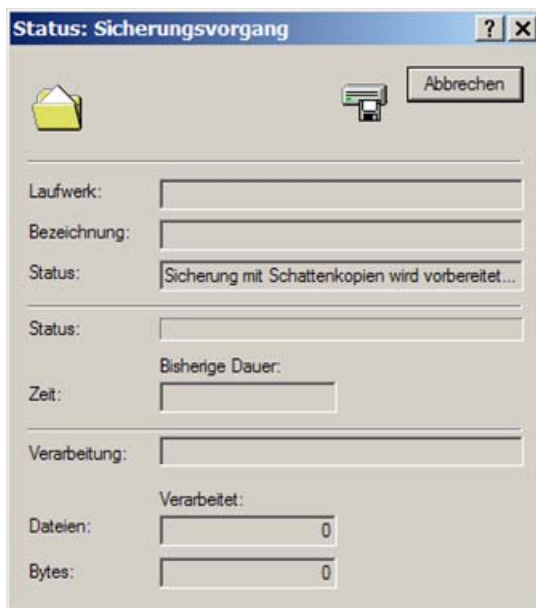 Status: Sicherungsvorgang
Abbrechen
Laufwerk:
Bezeichnung:
Status: Sicherung mit Schattenkopien wird vorbereitet...
Status:
Bisherige Dauer:
Zeit:
Verarbeitung:
Verarbeitet:
Dateien: 0
Bytes: 0